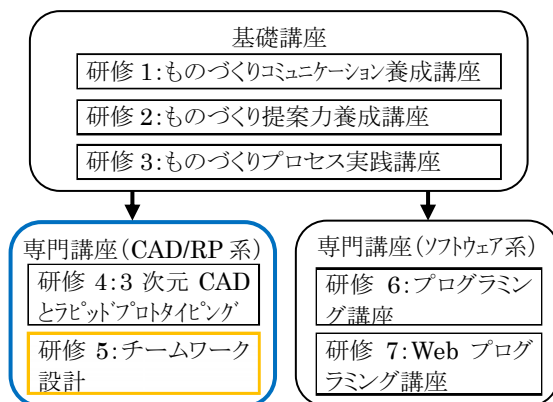 基礎講座
研修 1:ものづくりコミュニケーション養成講座
研修 2:ものづくり提案力養成講座
研修 3:ものづくりプロセス実践講座
専門講座(CAD/RP 系)
研修 4:3 次元 CAD
とラピッドプロトタイピング
研修 5:チームワーク
設計
専門講座(ソフトウェア系)
研修 6:プログラミン
グ講座
研修 7:Web プログ
ラミング講座